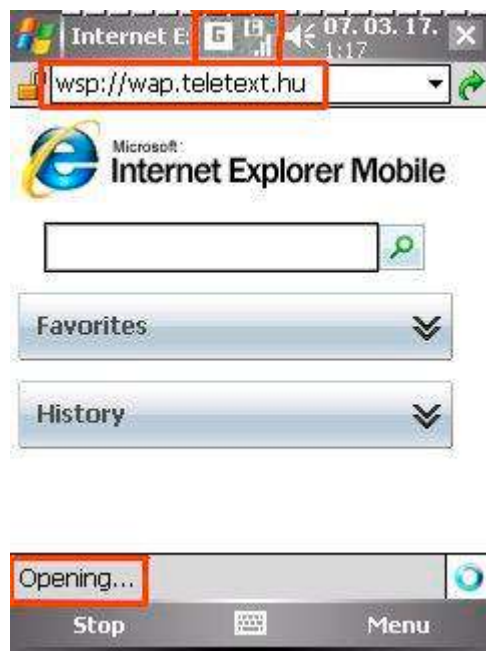 Internet E: G 07. 03. 17.
1:17
wsp://wap.teletext.hu
Microsoft
Internet Explorer Mobile
Favorites
History
Opening...
Stop Menu